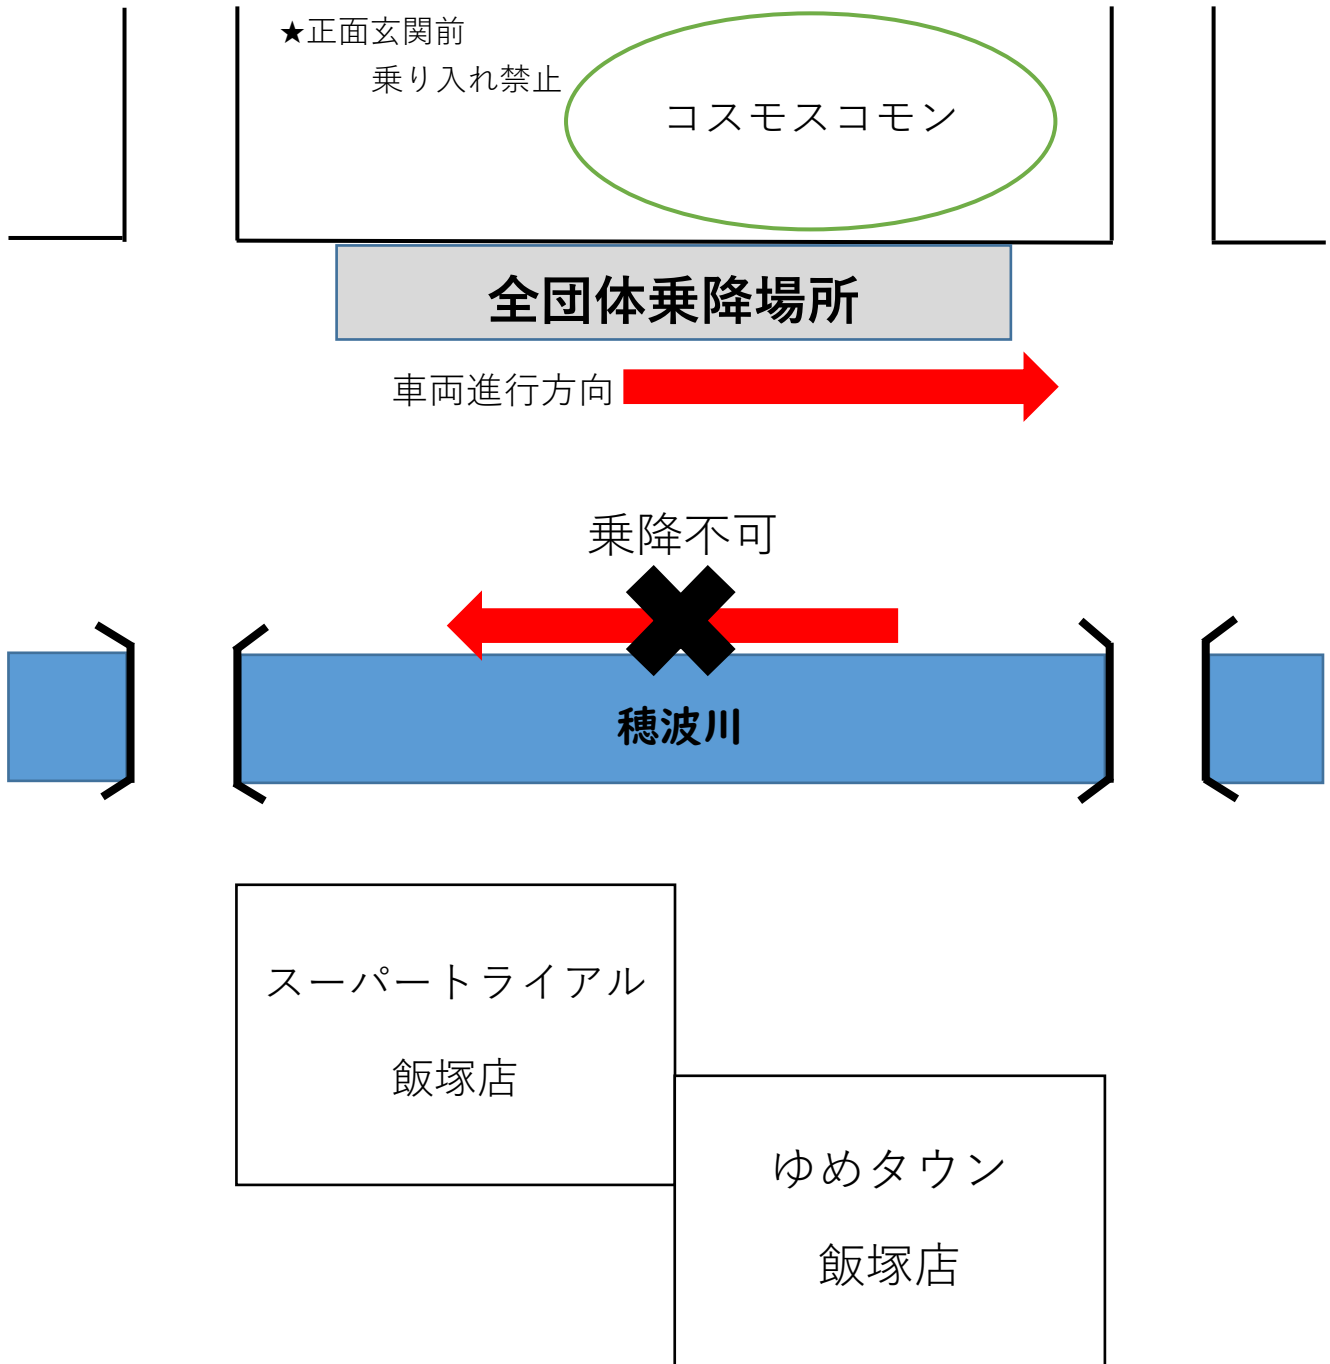 ★正面玄関前
乗り入れ禁止
コスモスコモン
全団体乗降場所
車両進行方向
乗降不可
穂波川
スーパートライアル
飯塚店
ゆめタウン
飯塚店